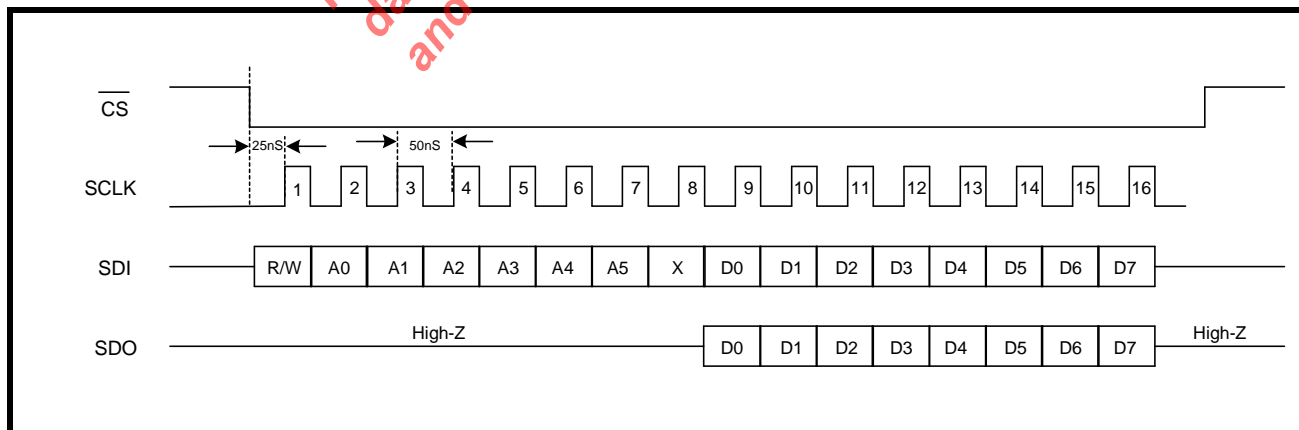 da
and
CS
25nS
50nS
SCLK
1 2 3 4 5 6 7 8 9 10 11 12 13 14 15 16
SDI
R/W A0 A1 A2 A3 A4 A5 X D0 D1 D2 D3 D4 D5 D6 D7
High-Z
High-Z
SDO
D0 D1 D2 D3 D4 D5 D6 D7